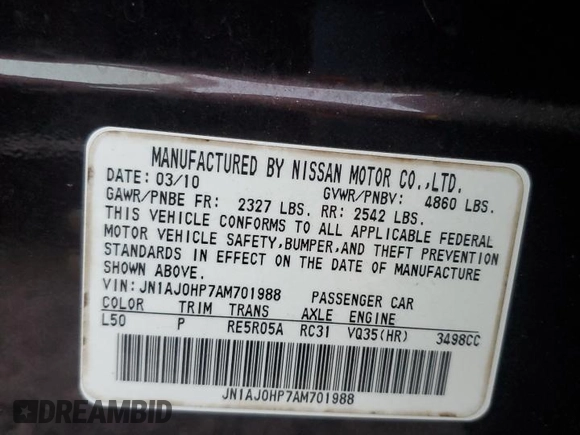 MANUFACTURED BY NISSAN MOTOR CO.,LTD.
DATE: 03/10 GVWR/PNBV: 4860 LBS.
GAWR/PNBE FR: 2327 LBS. RR: 2542 LBS.
THIS VEHICLE CONFORMS TO ALL APPLICABLE FEDERAL
MOTOR VEHICLE SAFETY,BUMPER,AND THEFT PREVENTION
STANDARDS IN EFFECT ON THE DATE OF MANUFACTURE
SHOWN ABOVE.
VIN: JN1AJ0HP7AM701988 PASSENGER CAR
COLOR TRIM TRANS AXLE ENGINE
L50 P RE5R05A RC31 VQ35(HR) 3498CC
JN1AJ0HP7AM701988
DREAMBID